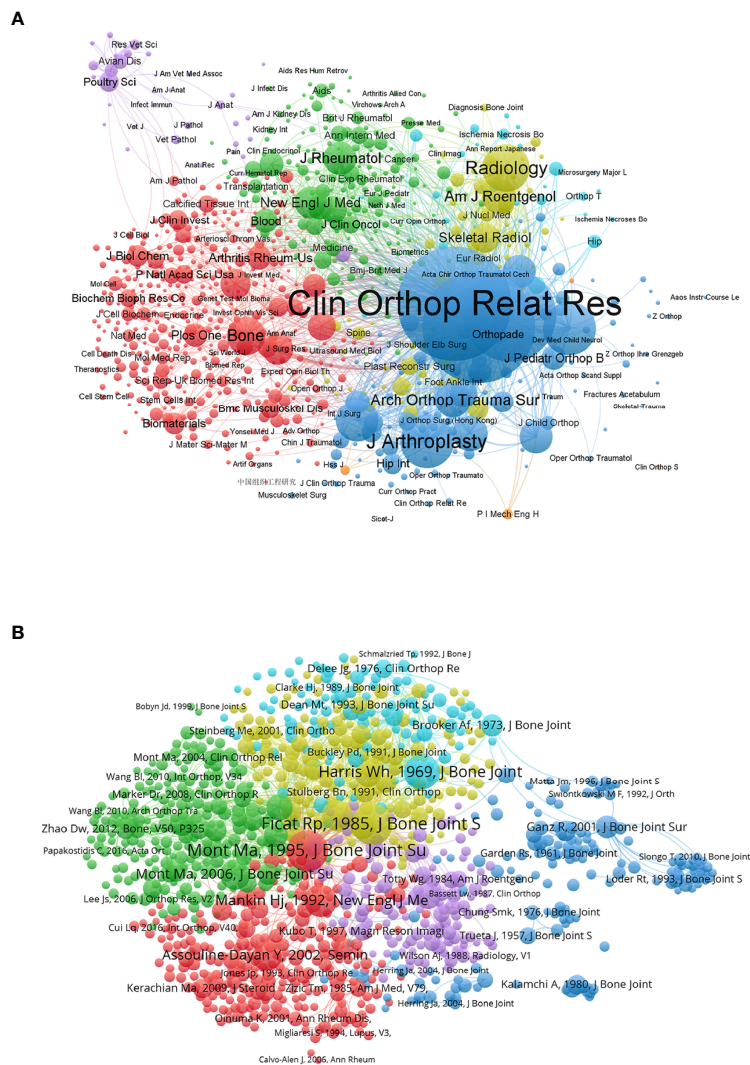 A
Res Vet Sci
Avian Dis
Poultry Sci
J Am Vet Med Assoc
Am J Anat
Infect Immun
J Anat
Vet J
J Pathol
Vet Pathol
Pain
Anat Rec
Am J Pathol
Aids Res Hum Retrov
J Infect Dis
Aids
Arthritis Allied Con
Virchows Arch A
Am J Kidney Dis
Kidney Int
Brit J Rheumatol
Presse Med
Ann Intern Med
Clin Endocrinol
J Rheumatol
Cancer
Curr Hematol Rep
Clin Exp Rheumatol
Transplantation
Eur J Pediatr
Neth J Med
New Engl J Med
Blood
J Clin Oncol
Curr Opin Orthop
Medicine
Biometrics
Bmj-Brit Med J
Diagnosis Bone Joint
Ischemia Necrosis Bo
Ann Report Japanese
Clin Imag
Radiology
Microsurgery Major L
Am J Roentgenol
Orthop T
J Nucl Med
Ischemia Necroses Bo
Skeletal Radiol
Hip
Eur Radiol
Acta Chir Orthop Traumatol Cech
Calcified Tissue Int
J Clin Invest
J Cell Biol
Arteriosci Throm Vas
J Biol Chem
Arthritis Rheum-Us
P Natl Acad Sci Usa
J Invest Med
Mol Cell
Biochem Bioph Res Co
Genet Test Mol Bioma
J Cell Biochem
Endocrine
Invest Ophth Vis Sci
Clin Orthop Relat Res
Aaos Instr Course Le
Z Orthop
Nat Med
Plos One
Bone
Ann Anat
Spine
Orthopade
Dev Med Child Neurol
J Surg Res
J Shoulder Elb Surg
Cell Death Dis
Mol Med Rep
Sci World J
Ultrasound Med Biol
J Pediatr Orthop B
Z Orthop Ihre Grenzgeb
Theranostics
Biomed Rep
Exped Opin Biol Th
Plast Reconstr Surg
Acta Orthop Scand Suppl
Sci Rep-UK
Biomed Res Int
Foot Ankle Int
Cell Stem Cell
Stem Cells Int
Open Orthop J
Arch Orthop Trauma Sur
Traum
Fractures Acetabulum
Bmc Musculoskel Dis
Int J Surg
Skeletal Trauma
Biomaterials
J Orthop Surg (Hong Kong)
J Child Orthop
Yonsei Med J
Adv Orthop
J Mater Sci-Mater M
Chin J Traumatol
J Arthroplasty
Artif Organs
Hss J
Hip Int
Oper Orthop Traumatol
Clin Orthop S
中国组织工程研究
J Clin Orthop Trauma
Oper Orthop Traumato
Musculoskelet Surg
Curr Orthop Pract
Clin Orthop Relat Re
Sicot-J
P I Mech Eng H
B
Schmalzried Tp, 1992, J Bone J
Delee Jg, 1976, Clin Orthop Re
Clarke Hj, 1989, J Bone Joint
Bobyn Jd, 1999, J Bone Joint S
Dean Mt, 1993, J Bone Joint Su
Steinberg Me, 2001, Clin Ortho
Brooker Af, 1973, J Bone Joint
Mont Ma, 2004, Clin Orthop Rel
Buckley Pd, 1991, J Bone Joint
Wang Bl, 2010, Int Orthop, V34
Harris Wh, 1969, J Bone Joint
Matta Jm, 1996, J Bone Joint S
Marker Dr, 2008, Clin Orthop R
Stulberg Bn, 1991, Clin Orthop
Swiontkowski M F, 1992, J Orth
Wang Bl, 2010, Arch Orthop Tra
Zhao Dw, 2012, Bone, V50, P325
Ficat Rp, 1985, J Bone Joint S
Ganz R, 2001, J Bone Joint Sur
Papakostidis C, 2016, Acta Ort
Mont Ma, 1995, J Bone Joint Su
Garden Rs, 1961, J Bone Joint
Slongo T, 2010, J Bone Joint
Mont Ma, 2006, J Bone Joint Su
Totty Wg, 1984, Am J Roentgeno
Loder Rt, 1993, J Bone Joint S
Lee Js, 2006, J Orthop Res, V2
Mankin Hj, 1992, New Engl J Me
Bassett Lw, 1987, Clin Orthop
Chung Smk, 1976, J Bone Joint
Cui Lq, 2016, Int Orthop, V40,
Kubo T, 1997, Magn Reson Imagi
Trueta J, 1957, J Bone Joint S
Assouline-Dayan Y, 2002, Semin
Wilson Aj, 1988, Radiology, V1
Jones Jp, 1993, Clin Orthop Re
Herring Ja, 2004, J Bone Joint
Kerachian Ma, 2009, J Steroid
Zizic Tm, 1985, Am J Med, V79,
Kalamchi A, 1980, J Bone Joint
Herring Ja, 2004, J Bone Joint
Oinuma K, 2001, Ann Rheum Dis,
Migliaresi S, 1994, Lupus, V3,
Calvo-Alen J, 2006, Ann Rheum